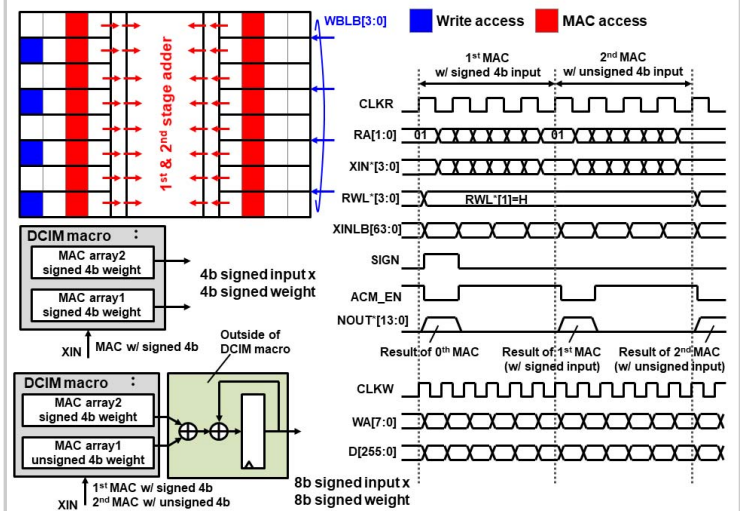 WBLB[3:0]
Write access
MAC access
1st & 2nd stage adder
1st MAC
w/ signed 4b input
2nd MAC
w/ unsigned 4b input
CLKR
RA[1:0]
01
01
XIN*[3:0]
RWL*[3:0]
RWL*[1]=H
XINLB[63:0]
SIGN
ACM_EN
NOUT*[13:0]
Result of 0th MAC
Result of 1st MAC
(w/ signed input)
Result of 2nd MAC
(w/ unsigned input)
CLKW
WA[7:0]
D[255:0]
DCIM macro :
MAC array2
signed 4b weight
MAC array1
signed 4b weight
4b signed input x
4b signed weight
XIN
MAC w/ signed 4b
Outside of
DCIM macro
DCIM macro :
MAC array2
signed 4b weight
MAC array1
unsigned 4b weight
XIN
1st MAC w/ signed 4b
2nd MAC w/ unsigned 4b
8b signed input x
8b signed weight